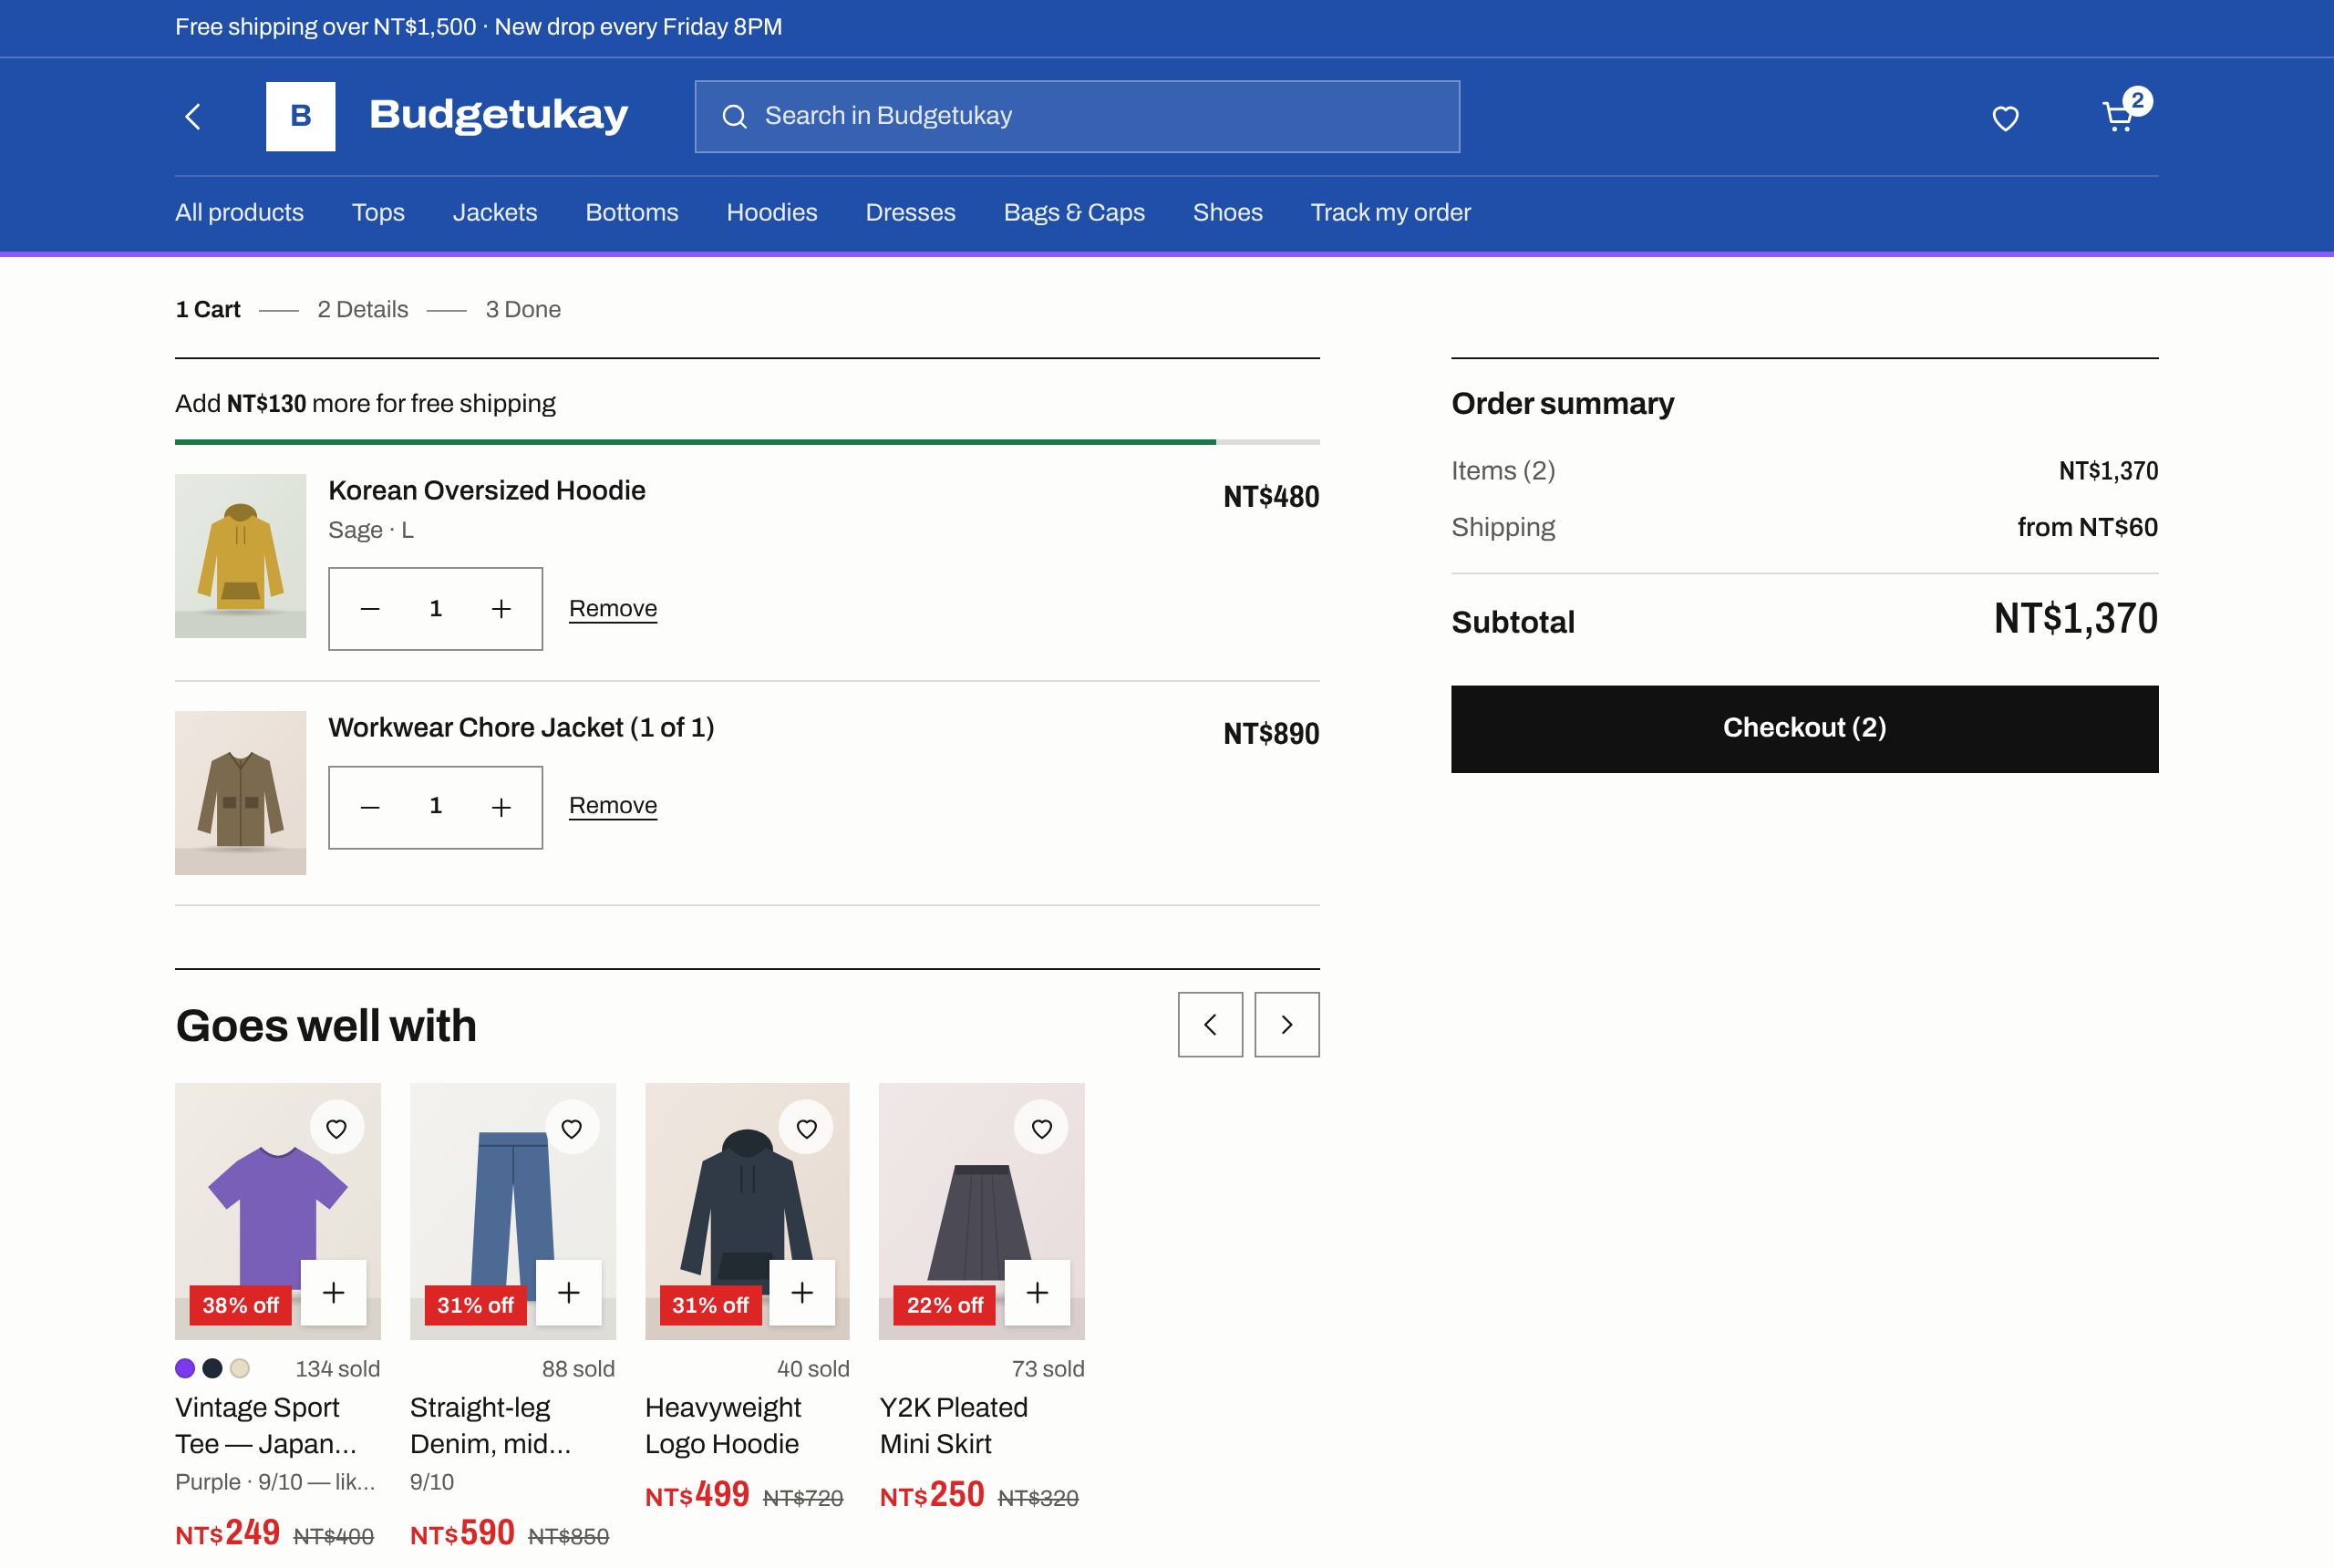 Free shipping over NT$1,500 · New drop every Friday 8PM
B
Budgetukay
Search in Budgetukay
2
All products
Tops
Jackets
Bottoms
Hoodies
Dresses
Bags & Caps
Shoes
Track my order
1 Cart
2 Details
3 Done
Add NT$130 more for free shipping
Korean Oversized Hoodie
NT$480
Sage · L
1
Remove
Workwear Chore Jacket (1 of 1)
NT$890
1
Remove
Order summary
Items (2)
NT$1,370
Shipping
from NT$60
Subtotal
NT$1,370
Checkout (2)
Goes well with
38% off
134 sold
Vintage Sport
Tee — Japan...
Purple · 9/10 — lik...
NT$249 NT$400
31% off
88 sold
Straight-leg
Denim, mid...
9/10
NT$590 NT$850
31% off
40 sold
Heavyweight
Logo Hoodie
NT$499 NT$720
22% off
73 sold
Y2K Pleated
Mini Skirt
NT$250 NT$320